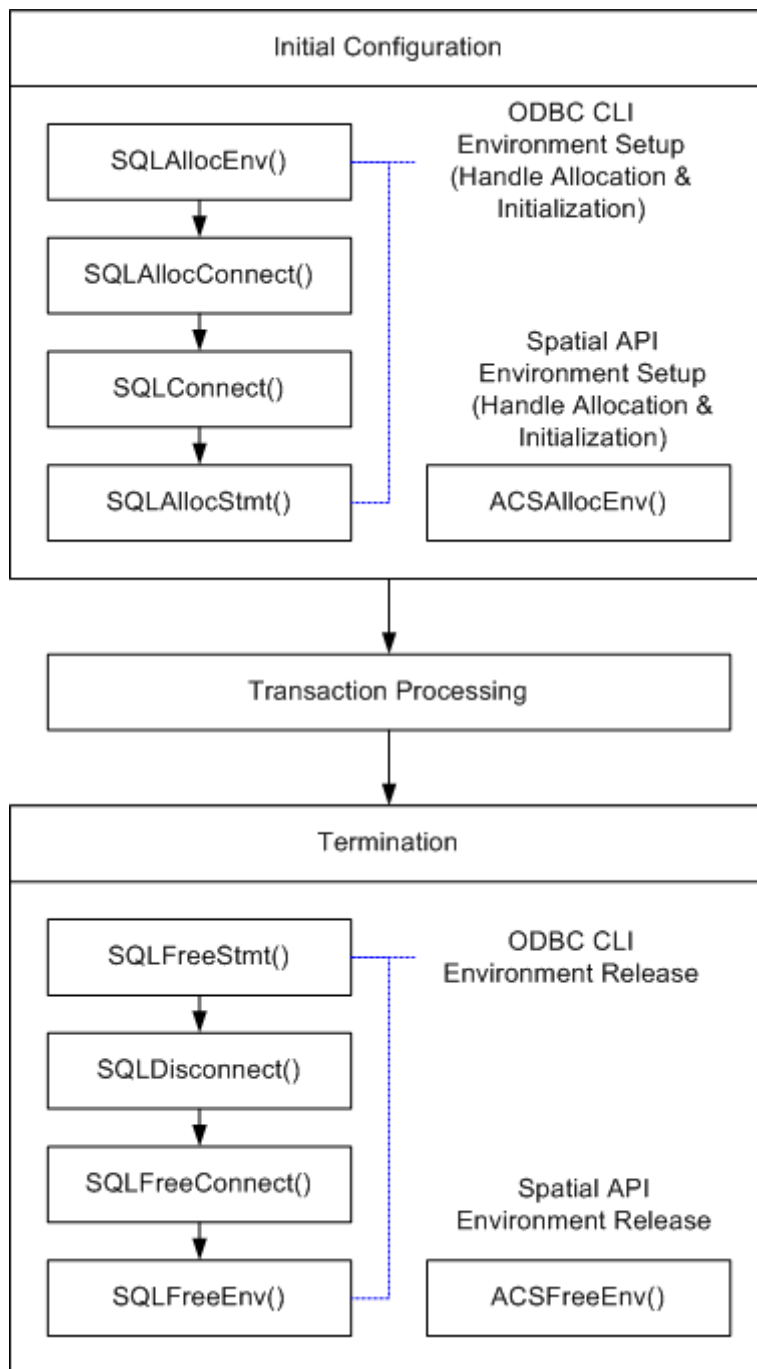 Initial Configuration
SQLAllocEnv()
ODBC CLI
Environment Setup
(Handle Allocation &
Initialization)
SQLAllocConnect()
SQLConnect()
Spatial API
Environment Setup
(Handle Allocation &
Initialization)
SQLAllocStmt()
ACSAllocEnv()
Transaction Processing
Termination
SQLFreeStmt()
ODBC CLI
Environment Release
SQLDisconnect()
SQLFreeConnect()
Spatial API
Environment Release
SQLFreeEnv()
ACSFreeEnv()